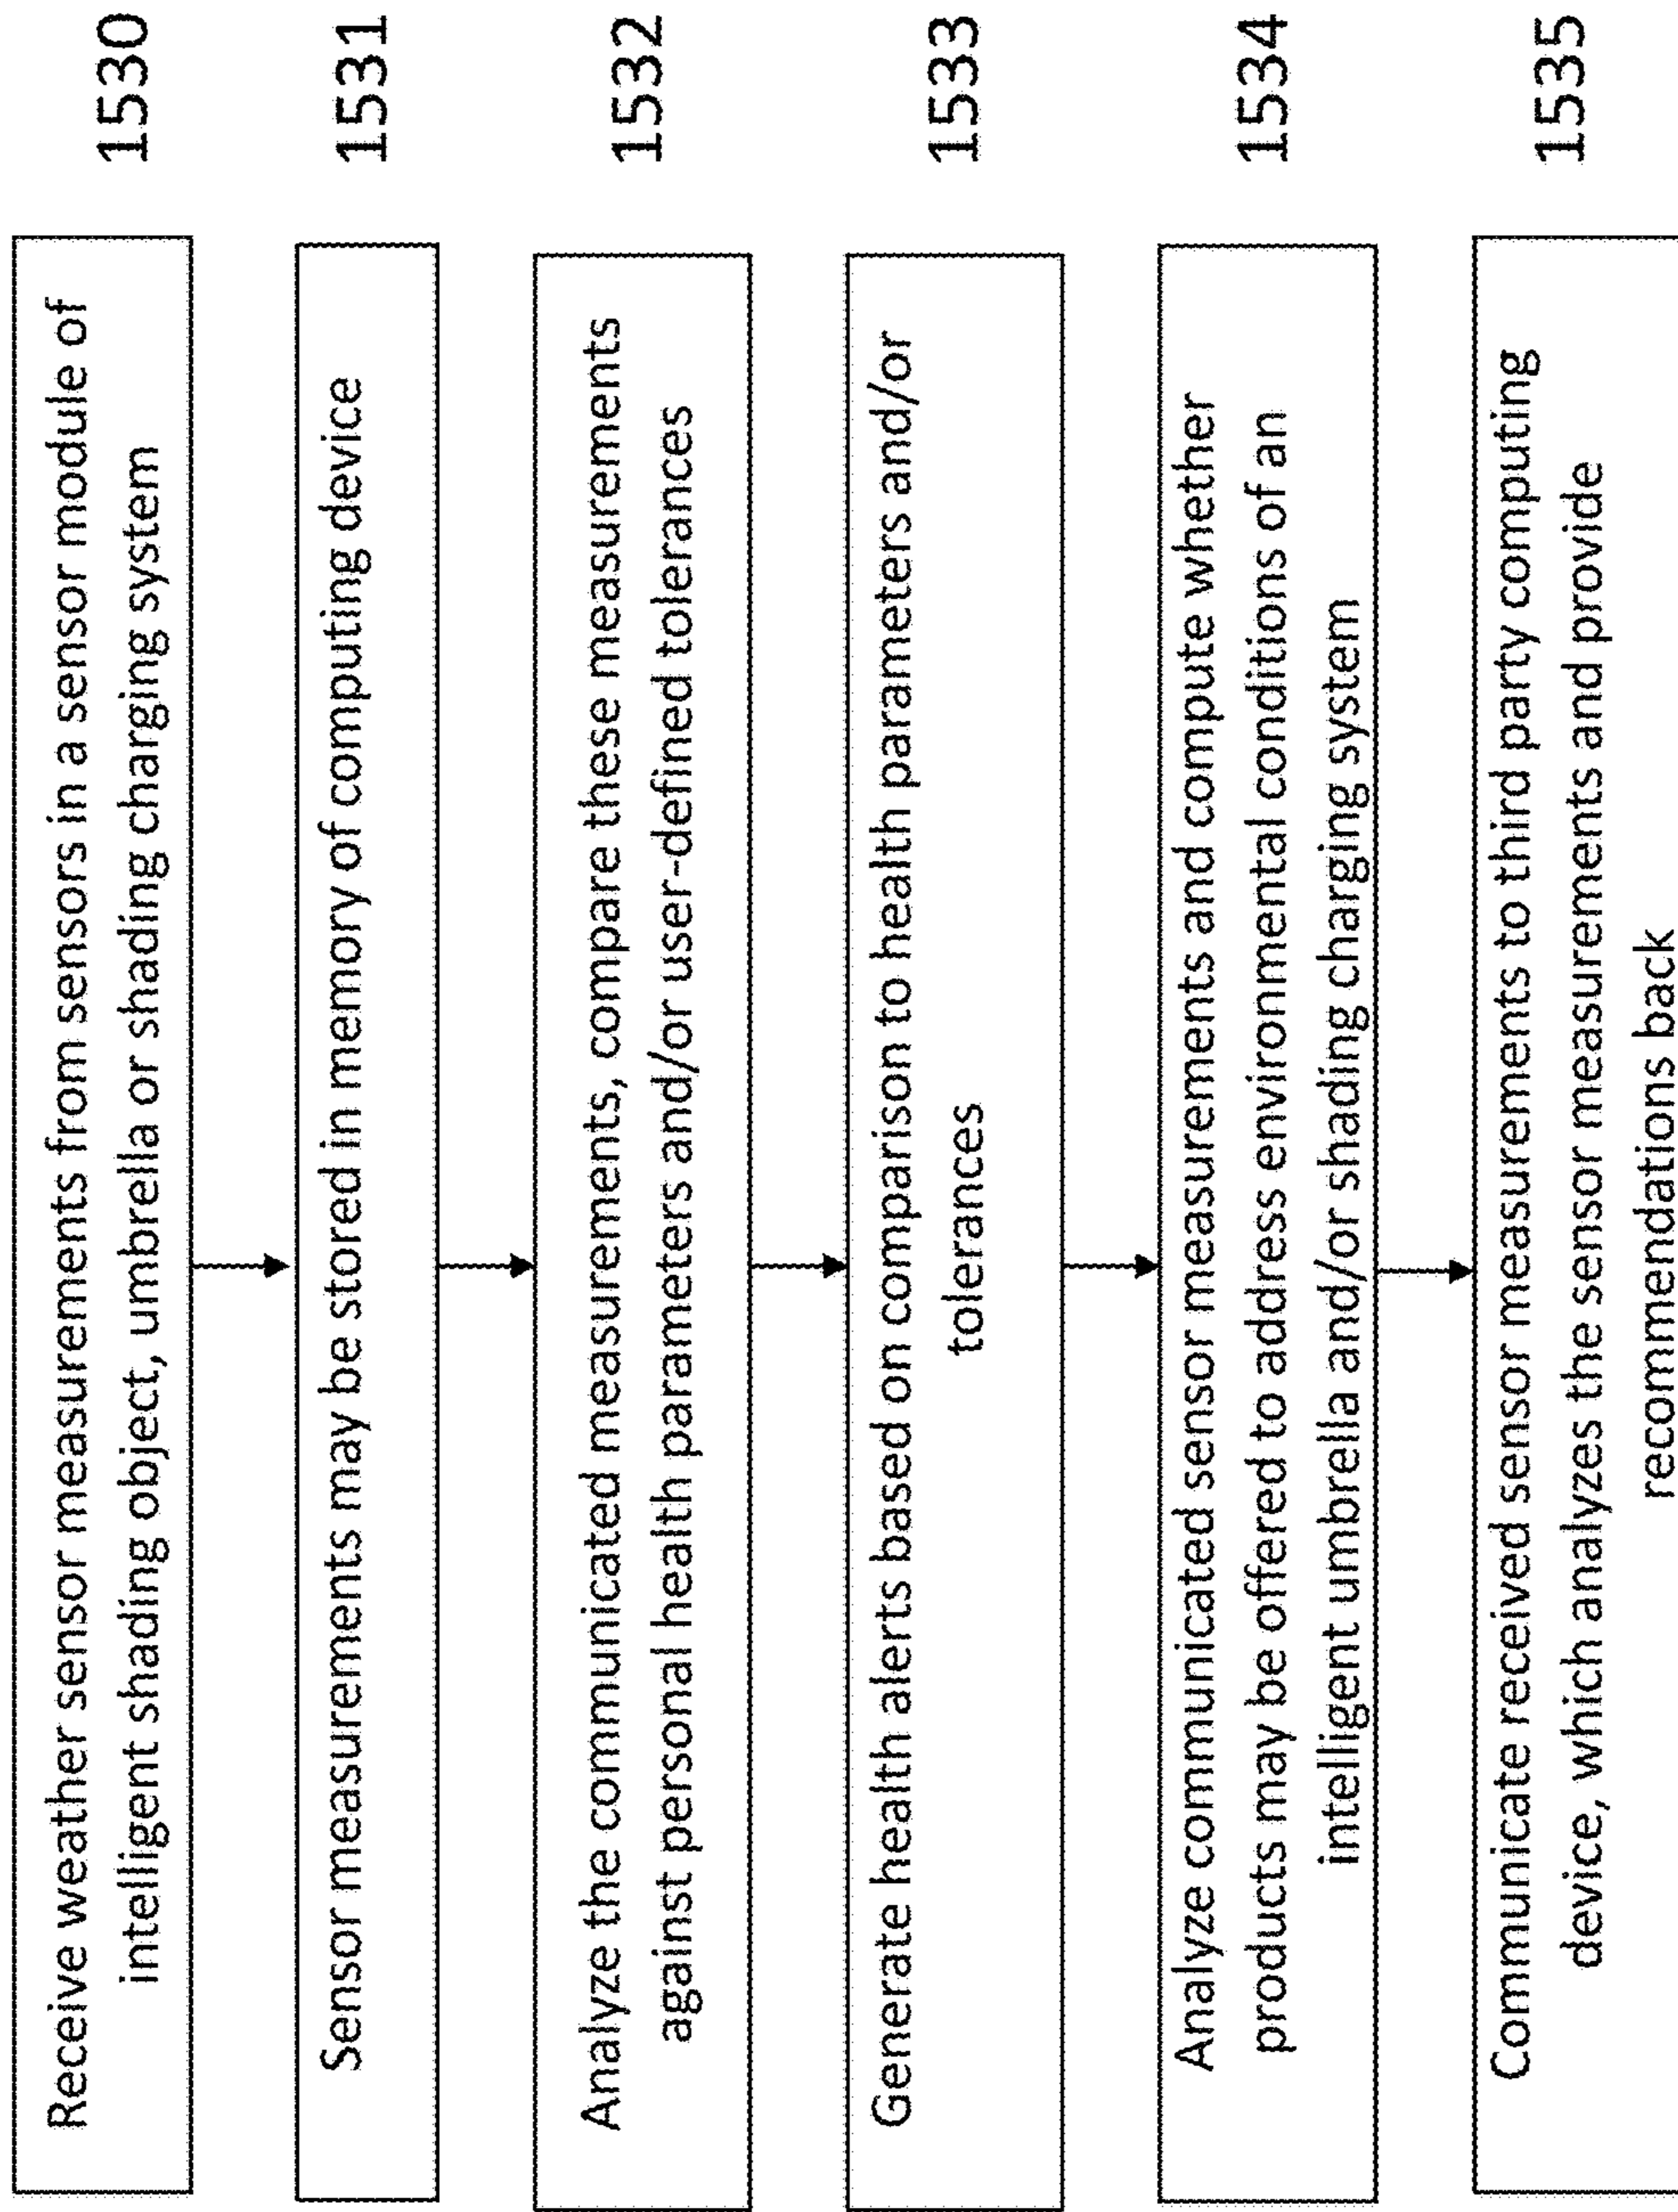 Receive weather sensor measurements from sensors in a sensor module of
intelligent shading object, umbrella or shading charging system
1530
Sensor measurements may be stored in memory of computing device
1531
Analyze the communicated measurements, compare these measurements
against personal health parameters and/or user-defined tolerances
1532
Generate health alerts based on comparison to health parameters and/or
tolerances
1533
Analyze communicated sensor measurements and compute whether
products may be offered to address environmental conditions of an
intelligent umbrella and/or shading charging system
1534
Communicate received sensor measurements to third party computing
device, which analyzes the sensor measurements and provide
recommendations back
1535